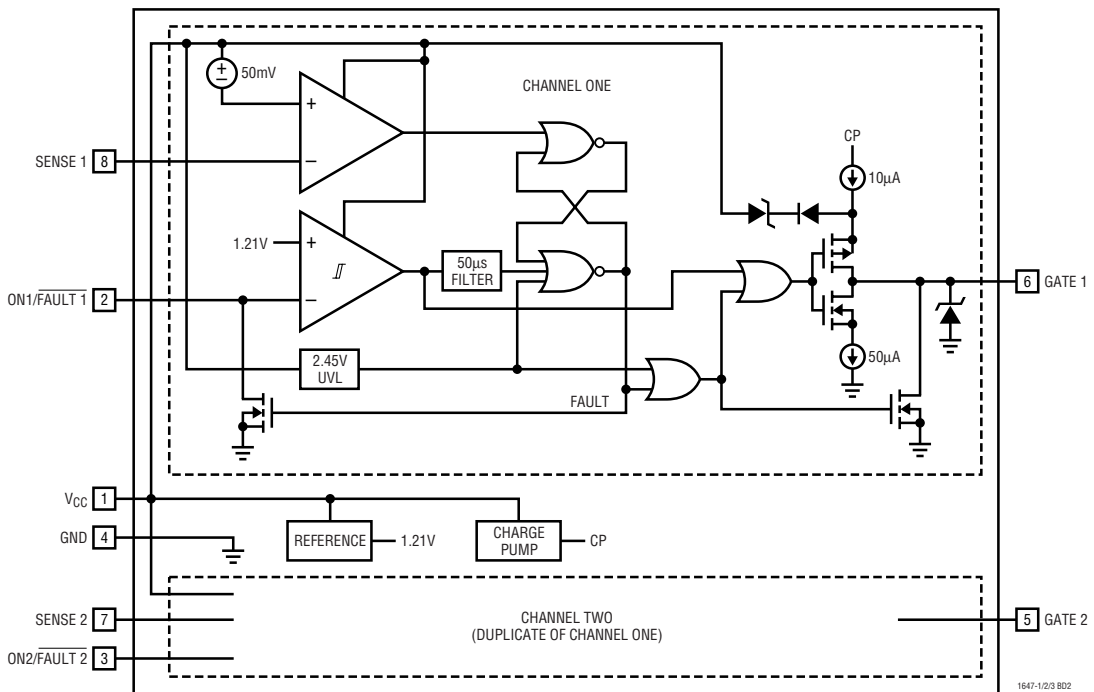 50mV
+
−
CHANNEL ONE
CP
SENSE 1 8
+
−
10µA
1.21V
+
−
50µs
FILTER
ON1/FAULT 1 2
6 GATE 1
2.45V
UVL
50µA
FAULT
VCC 1
GND 4
REFERENCE
1.21V
CHARGE
PUMP
CP
SENSE 2 7
CHANNEL TWO
(DUPLICATE OF CHANNEL ONE)
5 GATE 2
ON2/FAULT 2 3
1647-1/2/3 BD2